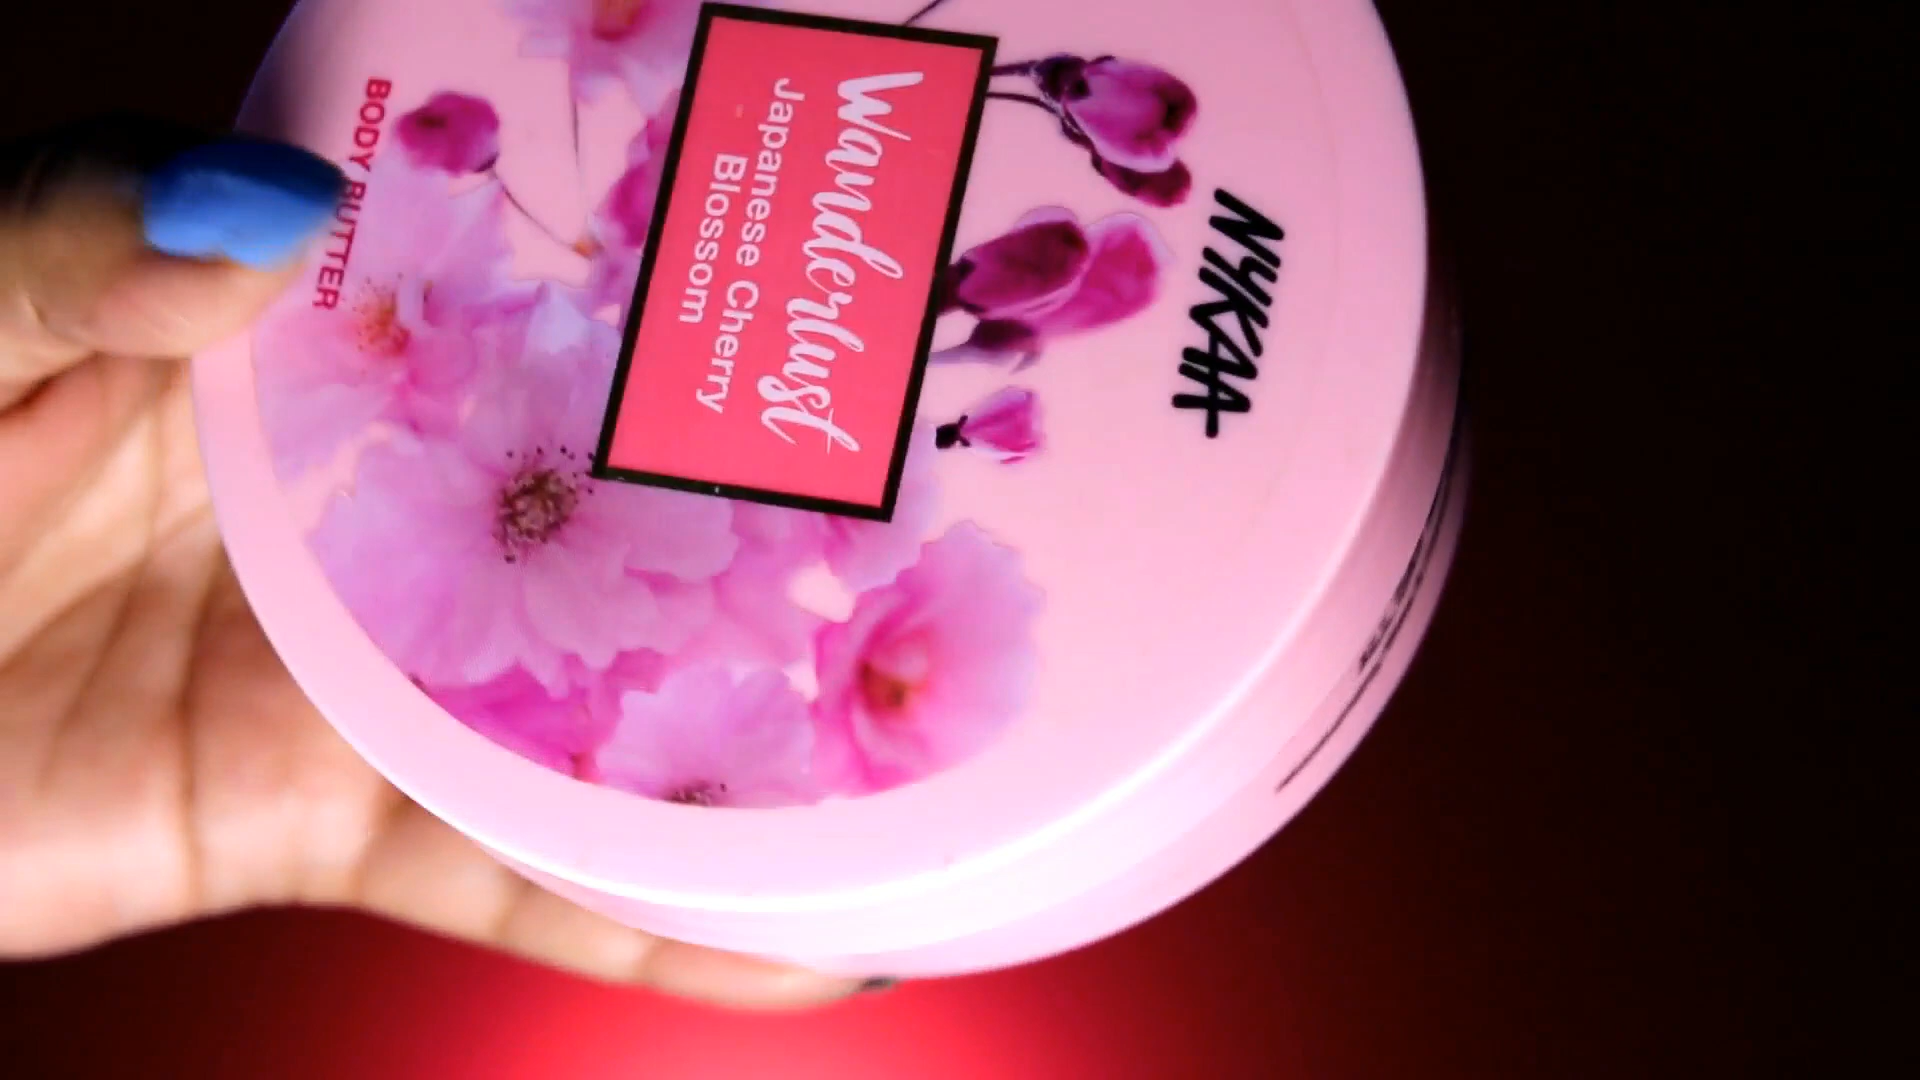 NYKAA
Wanderlust
Japanese Cherry
Blossom
BODY BUTTER